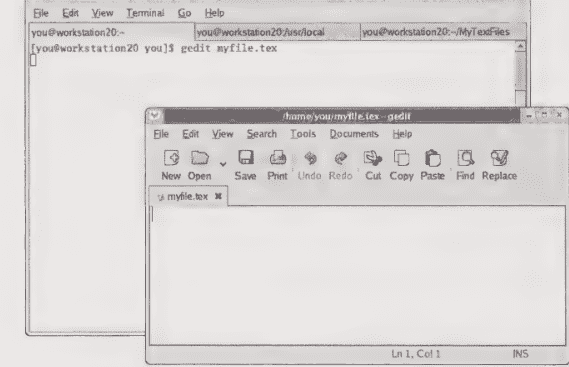 File Edit View Terminal Go Help
you@workstation20:~ you@workstation20:/usr/local you@workstation20:~/MyTextFiles
[you@workstation20 you]$ gedit myfile.tex
/home/you/myfile.tex - gedit
File Edit View Search Tools Documents Help
New Open Save Print Undo Redo Cut Copy Paste Find Replace
myfile.tex
Ln 1, Col 1 INS